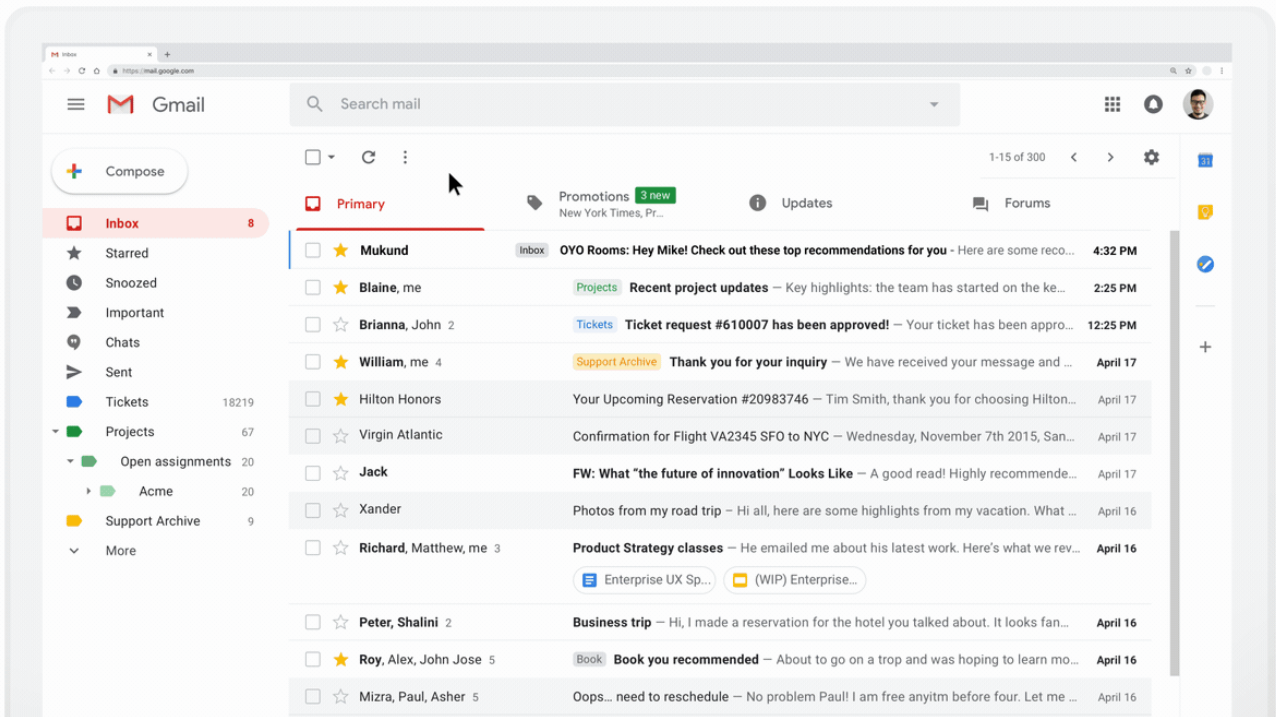 Inbox
https://mail.google.com
Gmail
Search mail
Compose
1-15 of 300
31
Inbox 8
Starred
Snoozed
Important
Chats
Sent
Tickets 18219
Projects 67
Open assignments 20
Acme 20
Support Archive 9
More
Primary
Promotions 3 new
New York Times, Pr...
Updates
Forums
Mukund Inbox OYO Rooms: Hey Mike! Check out these top recommendations for you - Here are some reco... 4:32 PM
Blaine, me Projects Recent project updates — Key highlights: the team has started on the ke... 2:25 PM
Brianna, John 2 Tickets Ticket request #610007 has been approved! — Your ticket has been appro... 12:25 PM
William, me 4 Support Archive Thank you for your inquiry — We have received your message and ... April 17
Hilton Honors Your Upcoming Reservation #20983746 — Tim Smith, thank you for choosing Hilton... April 17
Virgin Atlantic Confirmation for Flight VA2345 SFO to NYC — Wednesday, November 7th 2015, San... April 17
Jack FW: What “the future of innovation” Looks Like — A good read! Highly recommende... April 17
Xander Photos from my road trip – Hi all, here are some highlights from my vacation. What ... April 16
Richard, Matthew, me 3 Product Strategy classes — He emailed me about his latest work. Here’s what we rev... April 16
Enterprise UX Sp... (WIP) Enterprise...
Peter, Shalini 2 Business trip — Hi, I made a reservation for the hotel you talked about. It looks fan... April 16
Roy, Alex, John Jose 5 Book Book you recommended — About to go on a trop and was hoping to learn mo... April 16
Mizra, Paul, Asher 5 Oops... need to reschedule — No problem Paul! I am free anyitm before four. Let me ... April 16